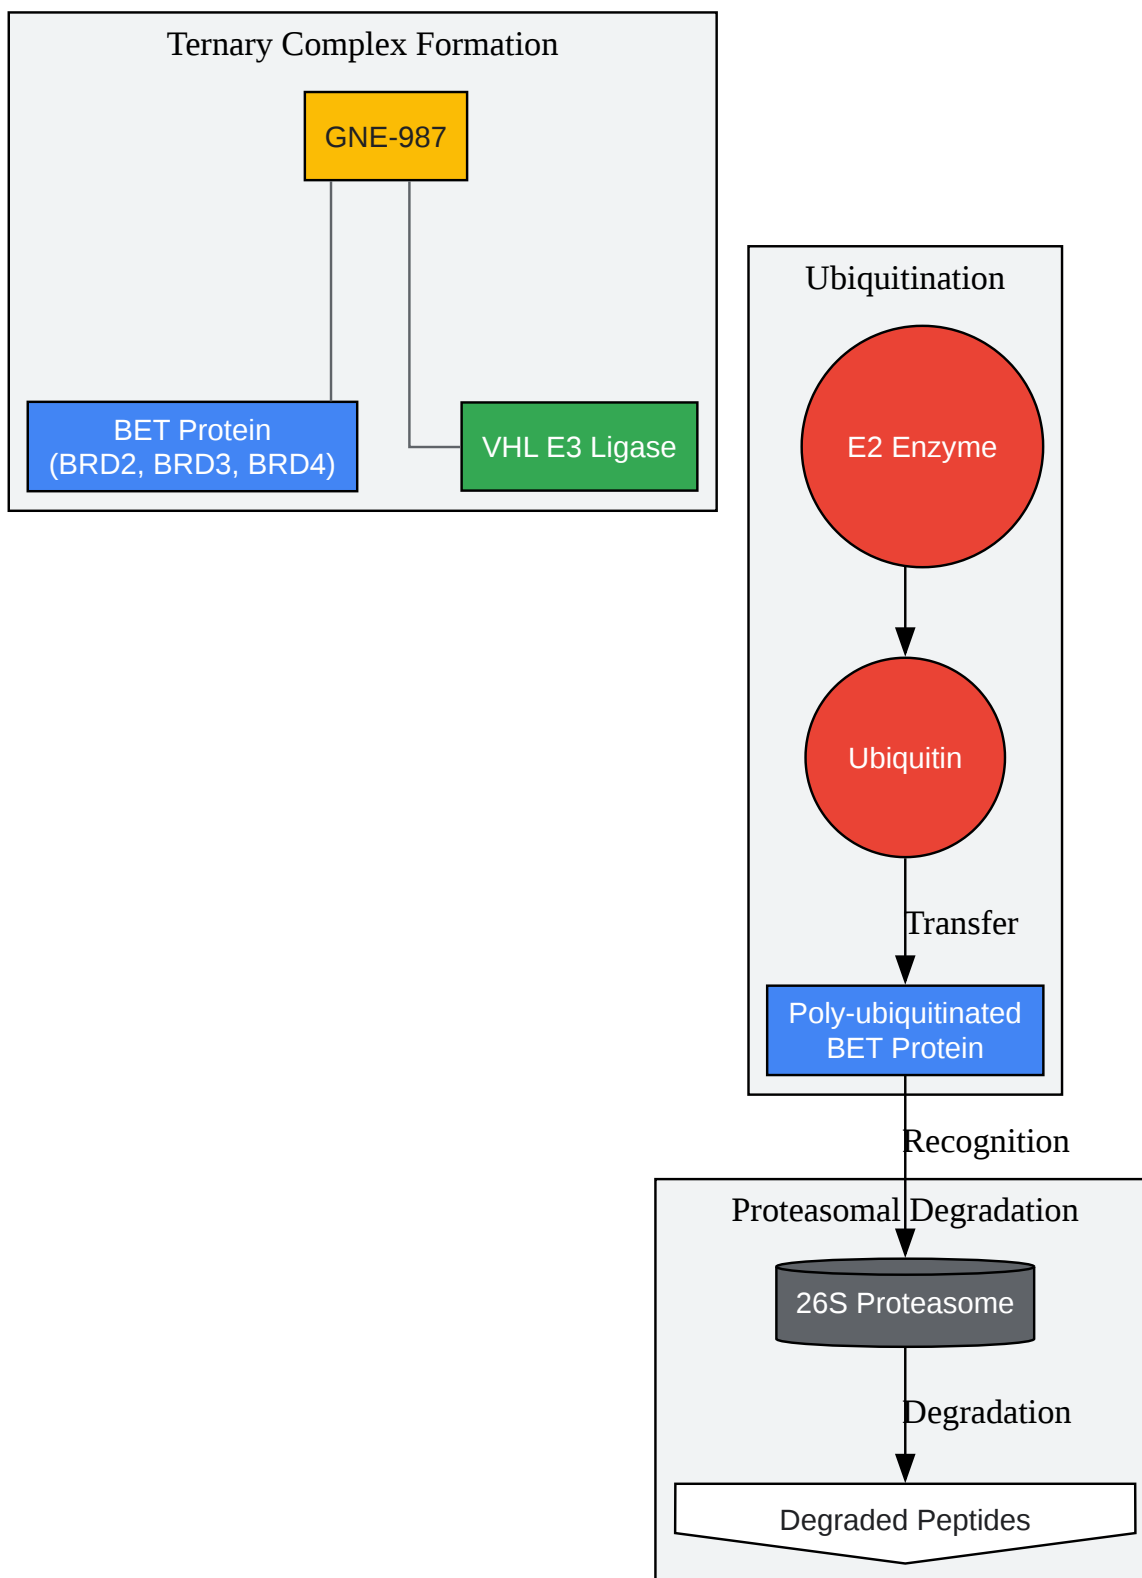 Ternary Complex Formation
GNE-987
BET Protein
(BRD2, BRD3, BRD4)
VHL E3 Ligase
Ubiquitination
E2 Enzyme
Ubiquitin
Transfer
Poly-ubiquitinated
BET Protein
Recognition
Proteasomal Degradation
26S Proteasome
Degradation
Degraded Peptides